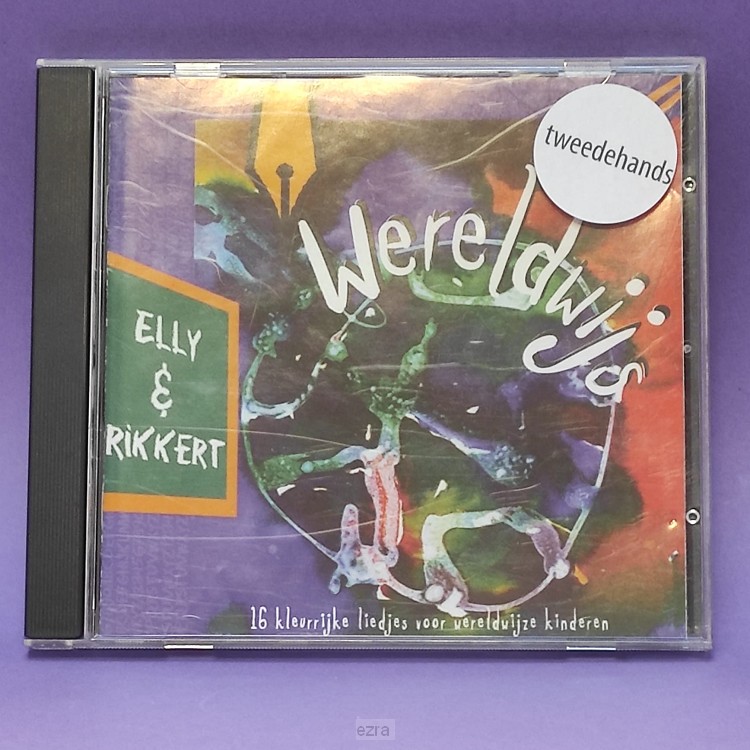 tweedehands
Wereldwijs
ELLY
&
RiKKERT
16 kleurrijke liedjes voor wereldwijze kinderen
ezra